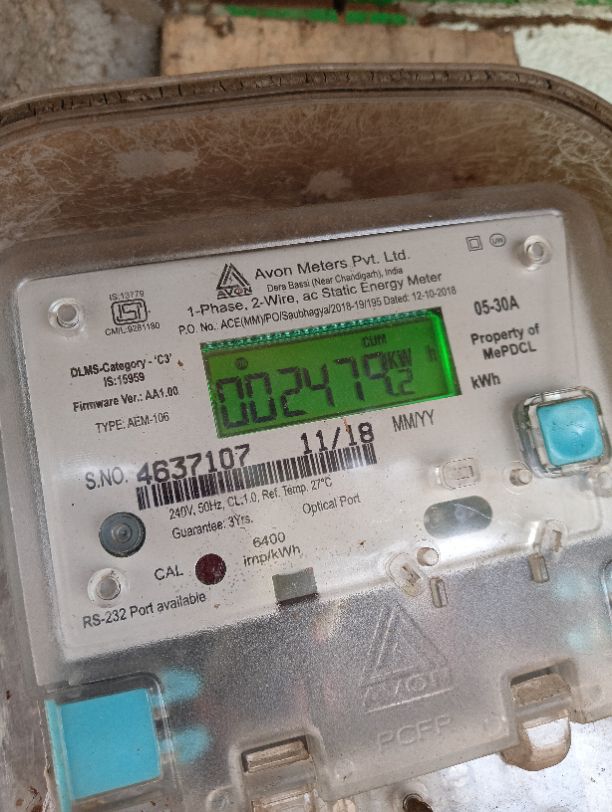 Avon Meters Pvt. Ltd.
AVON
Dera Bassi (Near Chandigarh), India
1-Phase, 2-Wire, ac Static Energy Meter
P.O. No.: ACE(MM)/PO/Saubhagya/2018-19/195 Dated: 12-10-2018
IS:13779
ISI
CM/L:9281190
05-30A
Property of
MePDCL
DLMS-Category - 'C3'
IS:15959
Firmware Ver.: AA1.00
TYPE: AEM-106
CUM
002479.2 KW h
kWh
S.NO. 4637107 11/18 MM/YY
240V, 50Hz, CL:1.0, Ref. Temp. 27°C
Guarantee: 3Yrs.
Optical Port
6400
imp/kWh
CAL
RS-232 Port available
AVON
PCFP